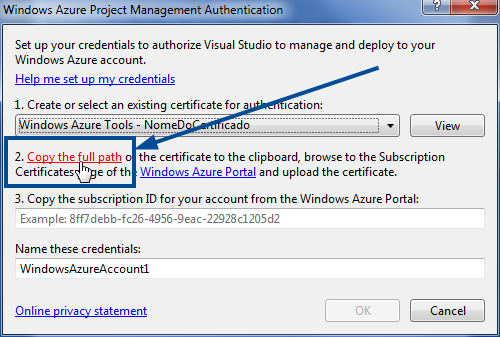 Windows Azure Project Management Authentication
Set up your credentials to authorize Visual Studio to manage and deploy to your
Windows Azure account.
Help me set up my credentials
1. Create or select an existing certificate for authentication:
Windows Azure Tools - NomeDoCertificado
View
2. Copy the full path of the certificate to the clipboard, browse to the Subscription
Certificates page of the Windows Azure Portal and upload the certificate.
3. Copy the subscription ID for your account from the Windows Azure Portal:
Example: 8ff7debb-fc26-4956-9eac-22928c1205d2
Name these credentials:
WindowsAzureAccount1
Online privacy statement
OK
Cancel